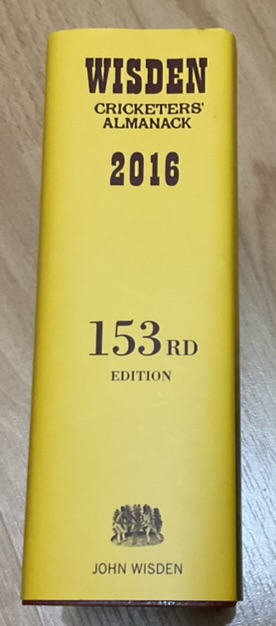 WISDEN
CRICKETERS'
ALMANACK
2016
153RD
EDITION
JOHN WISDEN